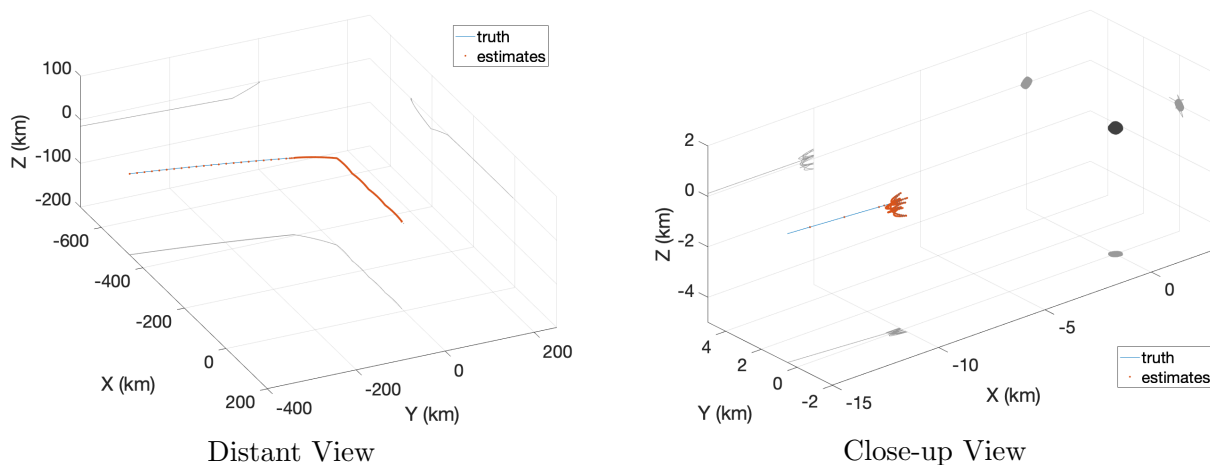 truth
estimates
100
0
-100
-200
Z (km)
-600
-400
-200
0
200
X (km)
-400
-200
0
200
Y (km)
Distant View
2
0
-2
-4
Z (km)
4
2
0
-2
Y (km)
-15
-10
-5
0
X (km)
truth
estimates
Close-up View